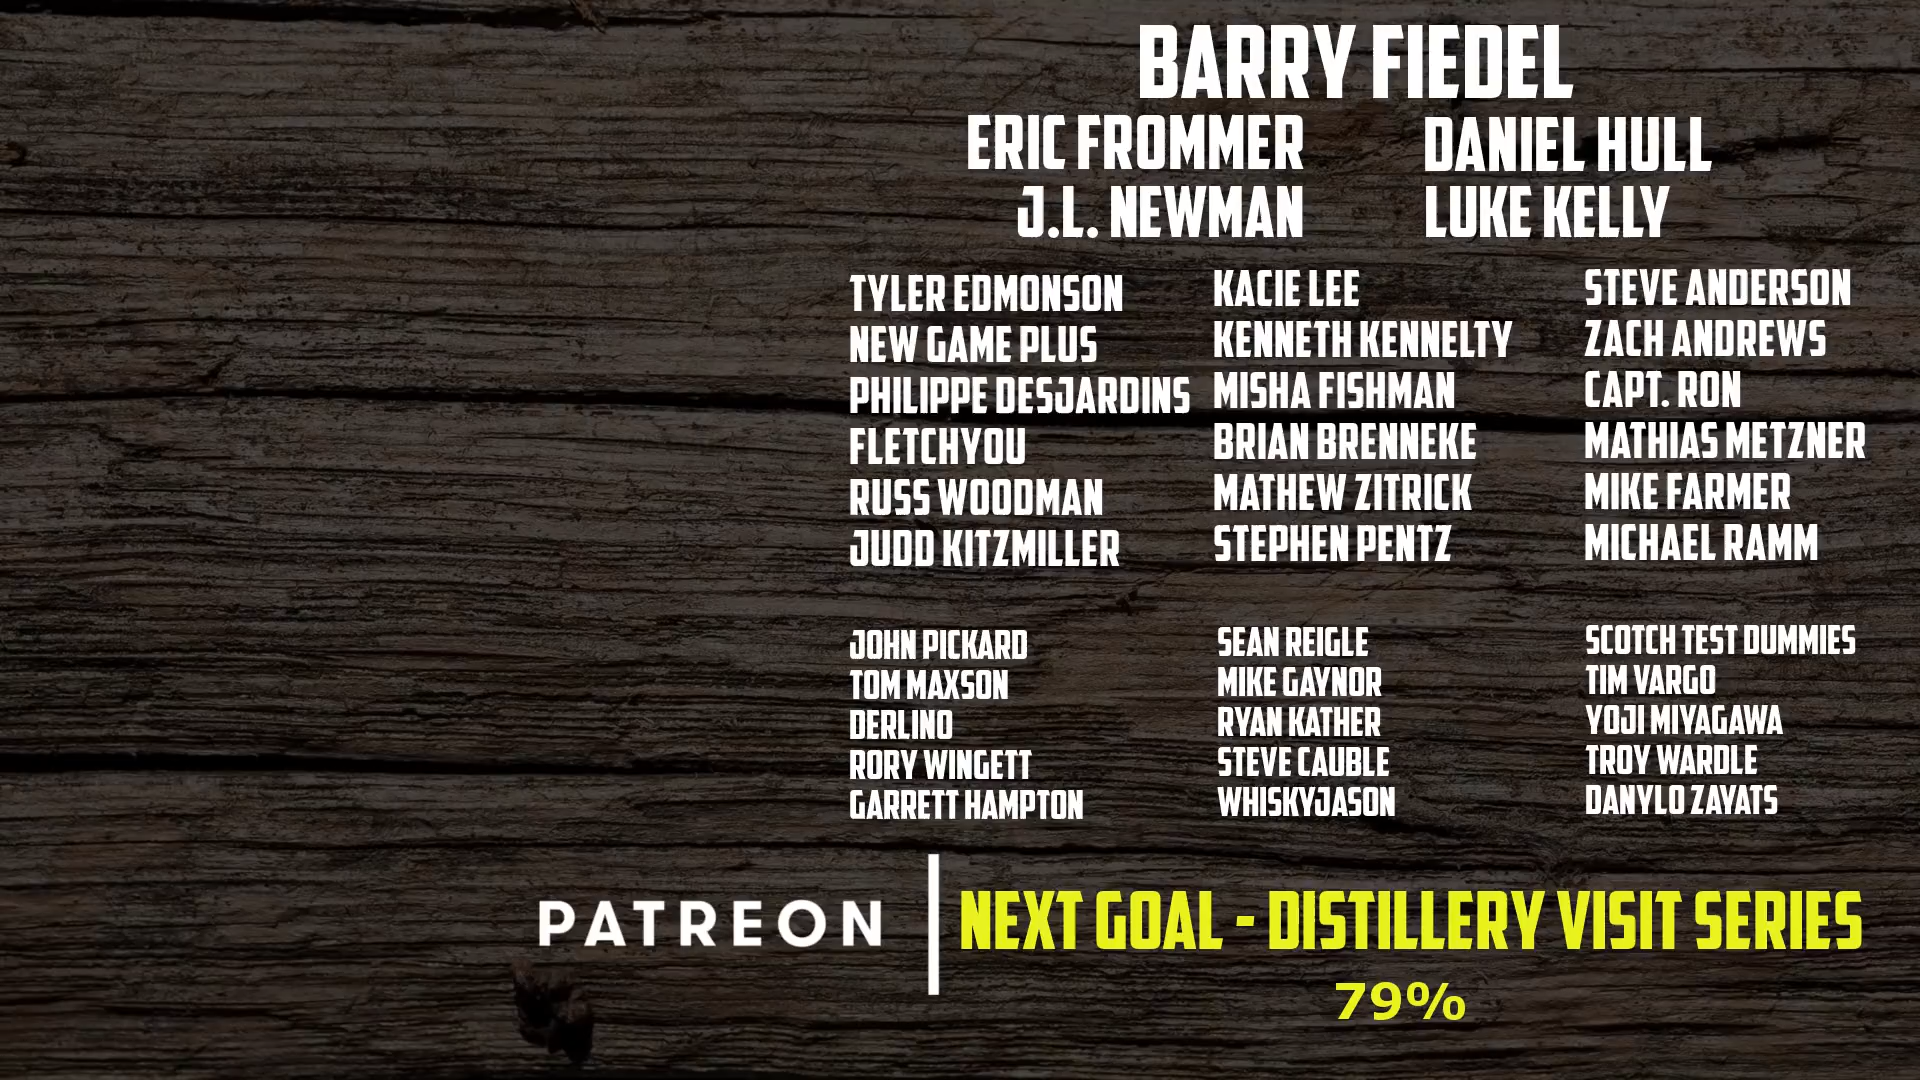 BARRY FIEDEL
ERIC FROMMER
J.L. NEWMAN
DANIEL HULL
LUKE KELLY
TYLER EDMONSON
NEW GAME PLUS
PHILIPPE DESJARDINS
FLETCHYOU
RUSS WOODMAN
JUDD KITZMILLER
KACIE LEE
KENNETH KENNELTY
MISHA FISHMAN
BRIAN BRENNEKE
MATHEW ZITRICK
STEPHEN PENTZ
STEVE ANDERSON
ZACH ANDREWS
CAPT. RON
MATHIAS METZNER
MIKE FARMER
MICHAEL RAMM
JOHN PICKARD
TOM MAXSON
DERLINO
RORY WINGETT
GARRETT HAMPTON
SEAN REIGLE
MIKE GAYNOR
RYAN KATHER
STEVE CAUBLE
WHISKYJASON
SCOTCH TEST DUMMIES
TIM VARGO
YOJI MIYAGAWA
TROY WARDLE
DANYLO ZAYATS
PATREON
NEXT GOAL - DISTILLERY VISIT SERIES
79%